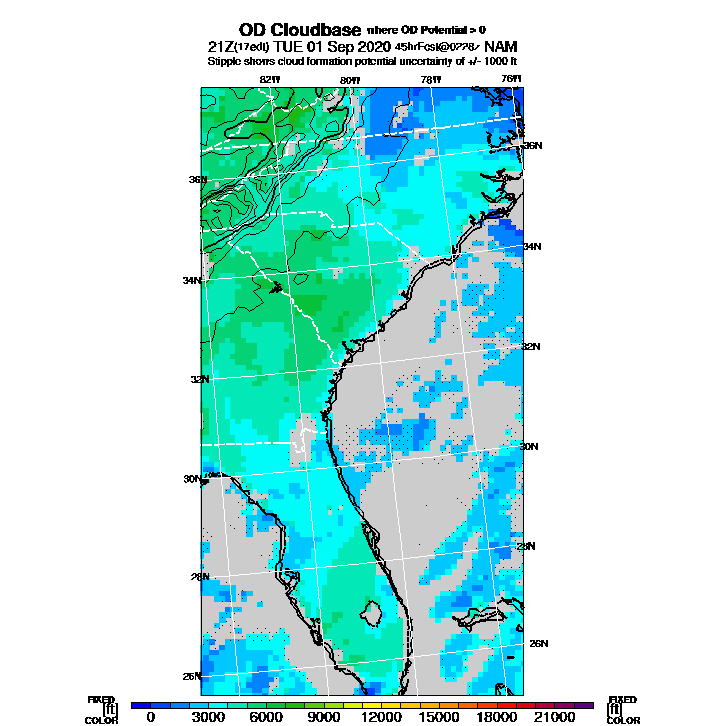 OD Cloudbase where OD Potential > 0
21Z(17edt) TUE 01 Sep 2020 45hrFcst@0228z NAM
Stipple shows cloud formation potential uncertainty of +/- 1000 ft
82W 80W 78W 76W
36N
36N
34N
34N
32N
32N
30N
30N
28N
28N
26N
26N
FIXED FIXED
[ft] [ft]
COLOR 0 3000 6000 9000 12000 15000 18000 21000 COLOR